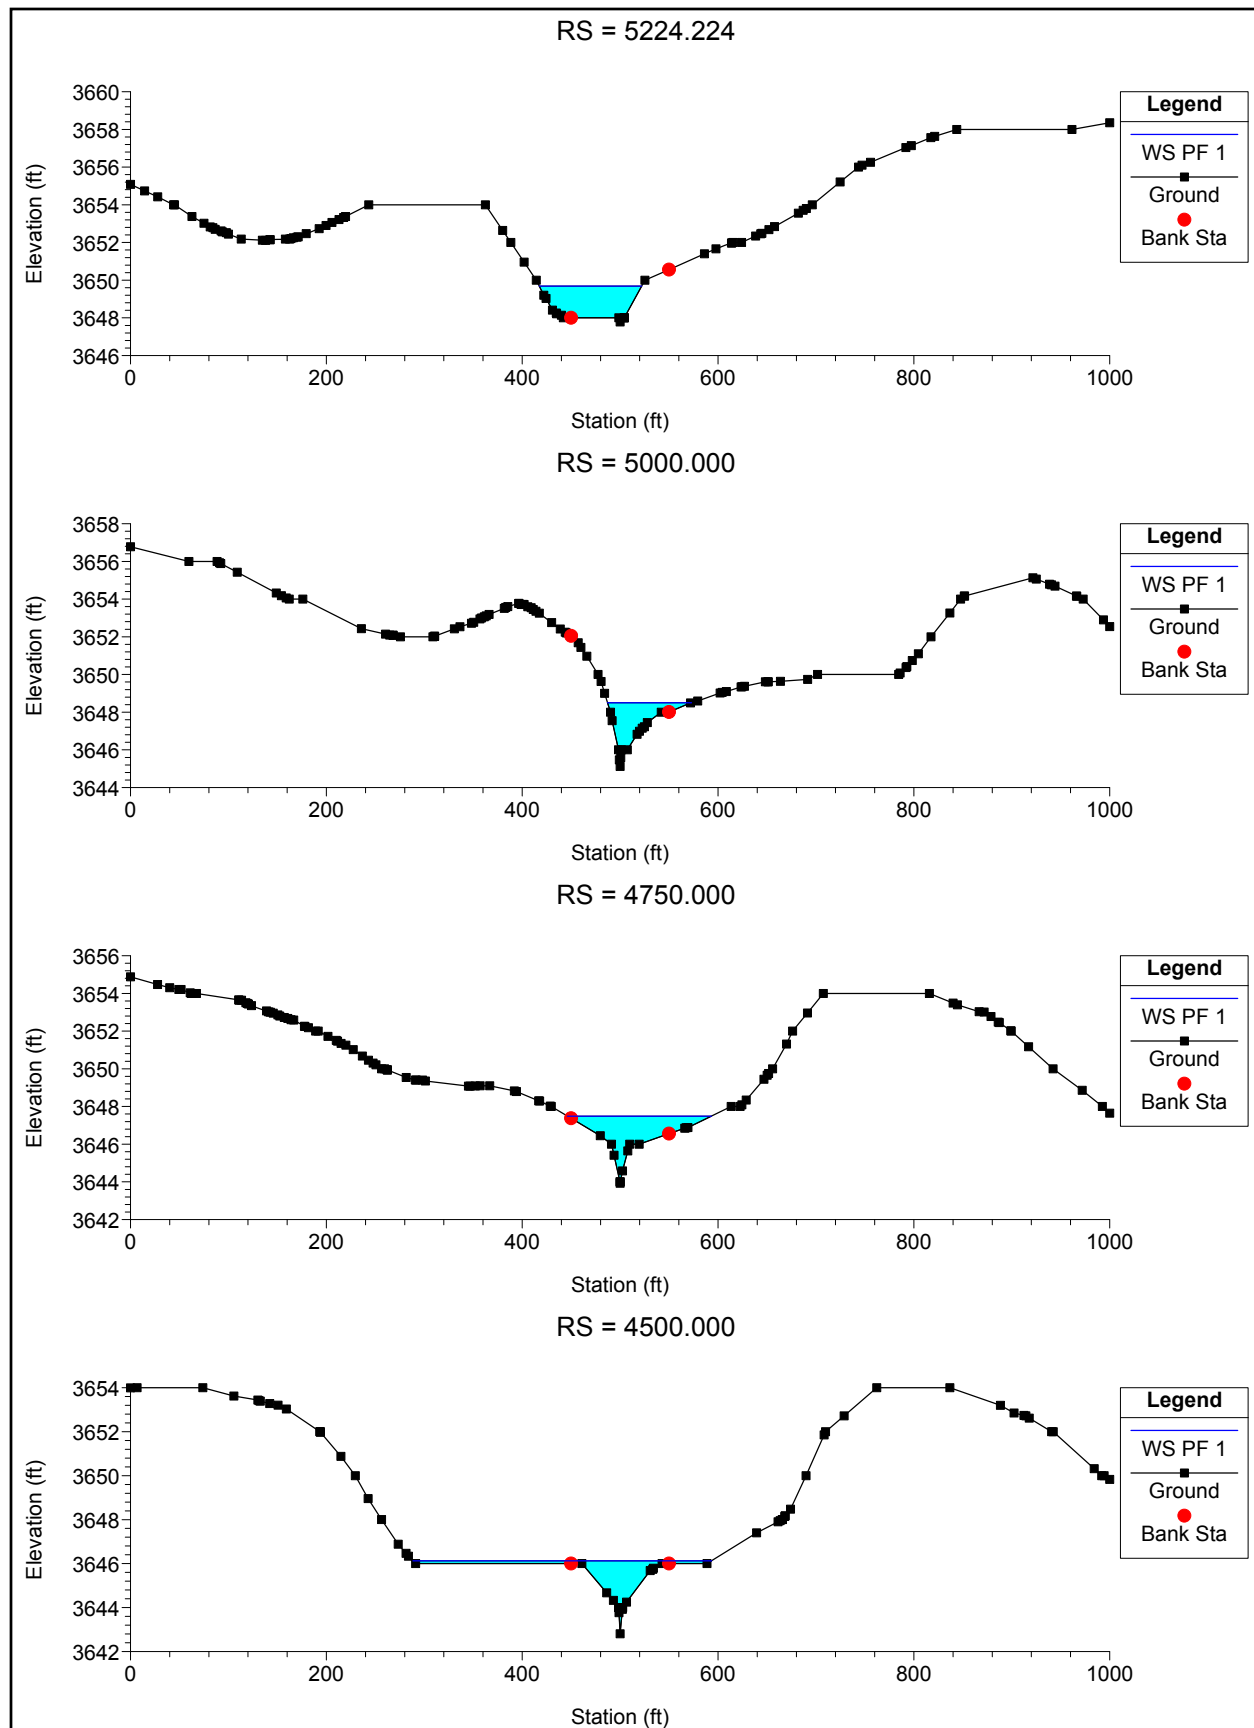 RS = 5224.224
Elevation (ft)
3660
3658
3656
3654
3652
3650
3648
3646
0 200 400 600 800 1000
Station (ft)
Legend
WS PF 1
Ground
Bank Sta
RS = 5000.000
Elevation (ft)
3658
3656
3654
3652
3650
3648
3646
3644
0 200 400 600 800 1000
Station (ft)
Legend
WS PF 1
Ground
Bank Sta
RS = 4750.000
Elevation (ft)
3656
3654
3652
3650
3648
3646
3644
3642
0 200 400 600 800 1000
Station (ft)
Legend
WS PF 1
Ground
Bank Sta
RS = 4500.000
Elevation (ft)
3654
3652
3650
3648
3646
3644
3642
0 200 400 600 800 1000
Station (ft)
Legend
WS PF 1
Ground
Bank Sta